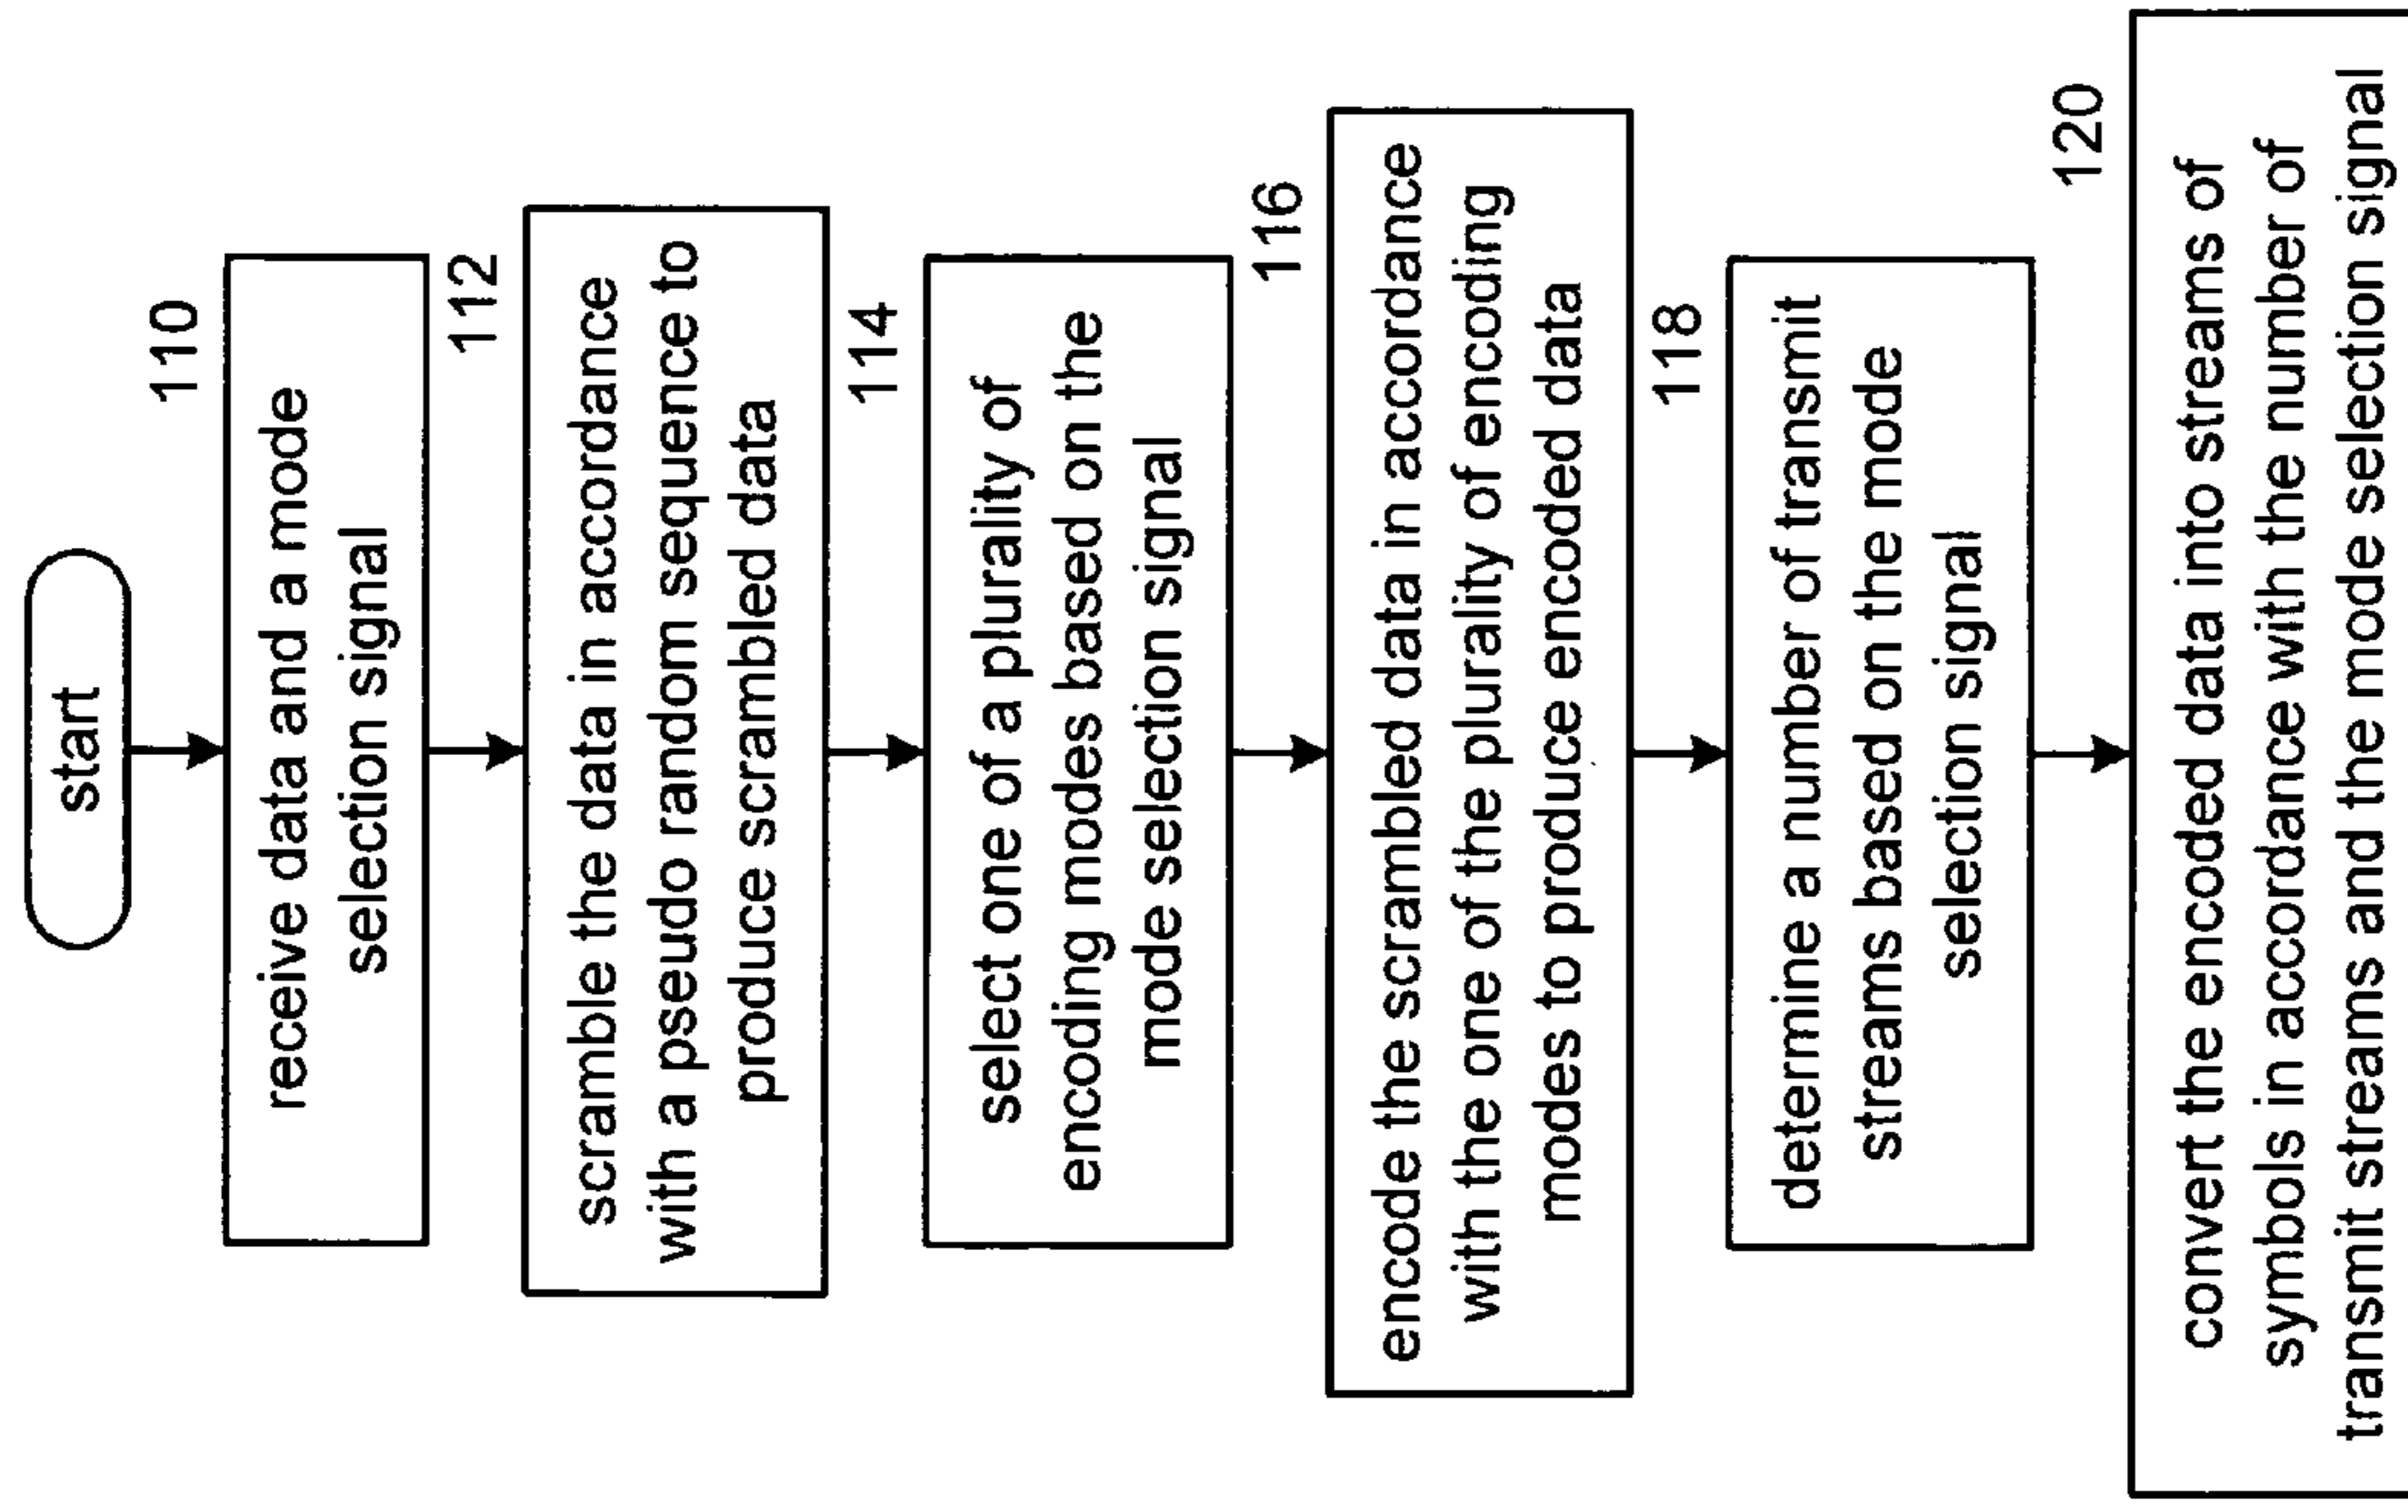 start
110
receive data and a mode
selection signal
112
scramble the data in accordance
with a pseudo random sequence to
produce scrambled data
114
select one of a plurality of
encoding modes based on the
mode selection signal
116
encode the scrambled data in accordance
with the one of the plurality of encoding
modes to produce encoded data
118
determine a number of transmit
streams based on the mode
selection signal
120
convert the encoded data into streams of
symbols in accordance with the number of
transmit streams and the mode selection signal